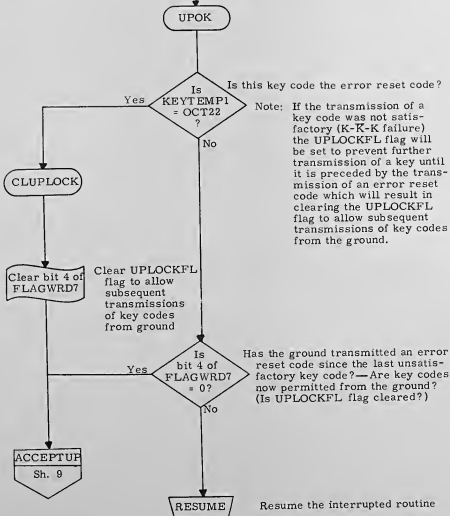 UPOK
Is
KEYTEMP1
= OCT22
?
Yes
No
Is this key code the error reset code?
Note: If the transmission of a
key code was not satis-
factory (K-K̅-K failure)
the UPLOCKFL flag will
be set to prevent further
transmission of a key until
it is preceded by the trans-
mission of an error reset
code which will result in
clearing the UPLOCKFL
flag to allow subsequent
transmissions of key codes
from the ground.
CLUPLOCK
Clear bit 4 of
FLAGWRD7
Clear UPLOCKFL
flag to allow
subsequent
transmissions
of key codes
from ground
Is
bit 4 of
FLAGWRD7
= 0?
Yes
No
Has the ground transmitted an error
reset code since the last unsatis-
factory key code?—Are key codes
now permitted from the ground?
(Is UPLOCKFL flag cleared?)
ACCEPTUP
Sh. 9
RESUME
Resume the interrupted routine